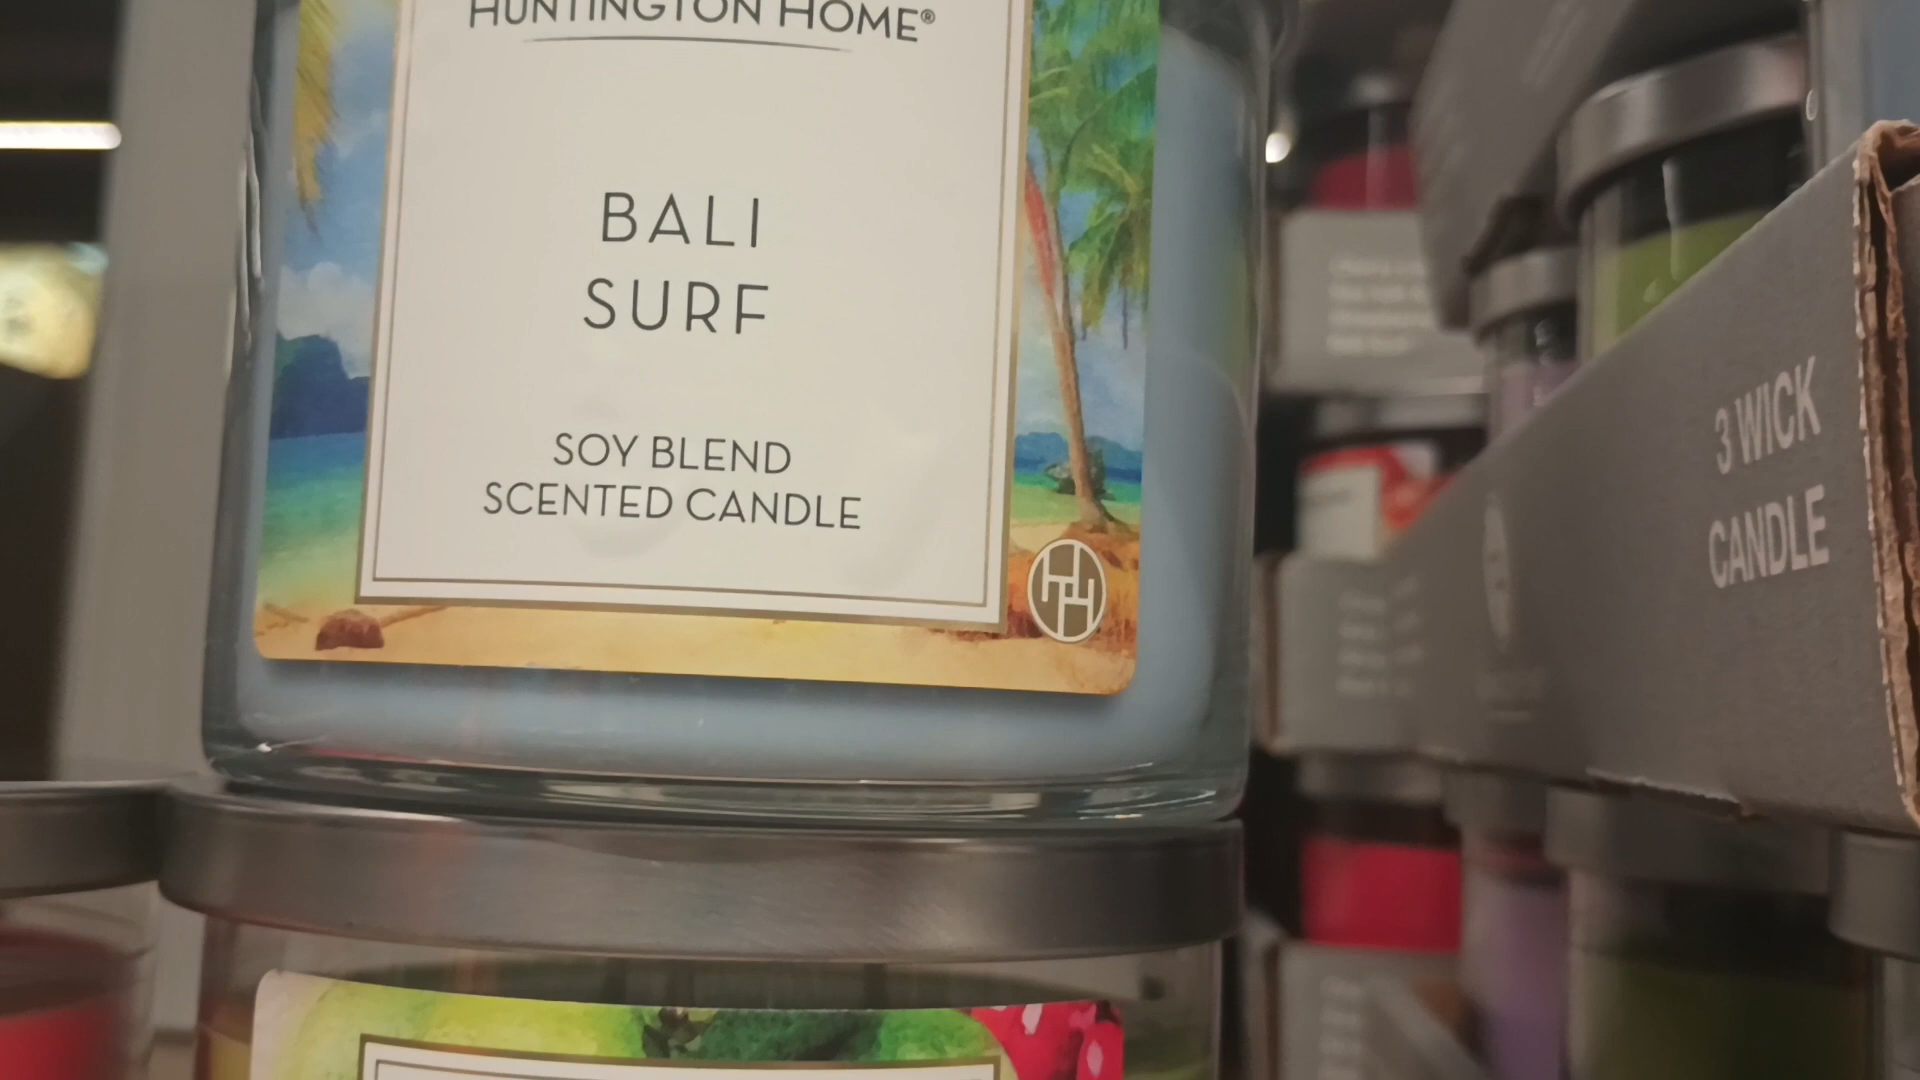 HUNTINGTON HOME®
BALI
SURF
SOY BLEND
SCENTED CANDLE
3 WICK
CANDLE